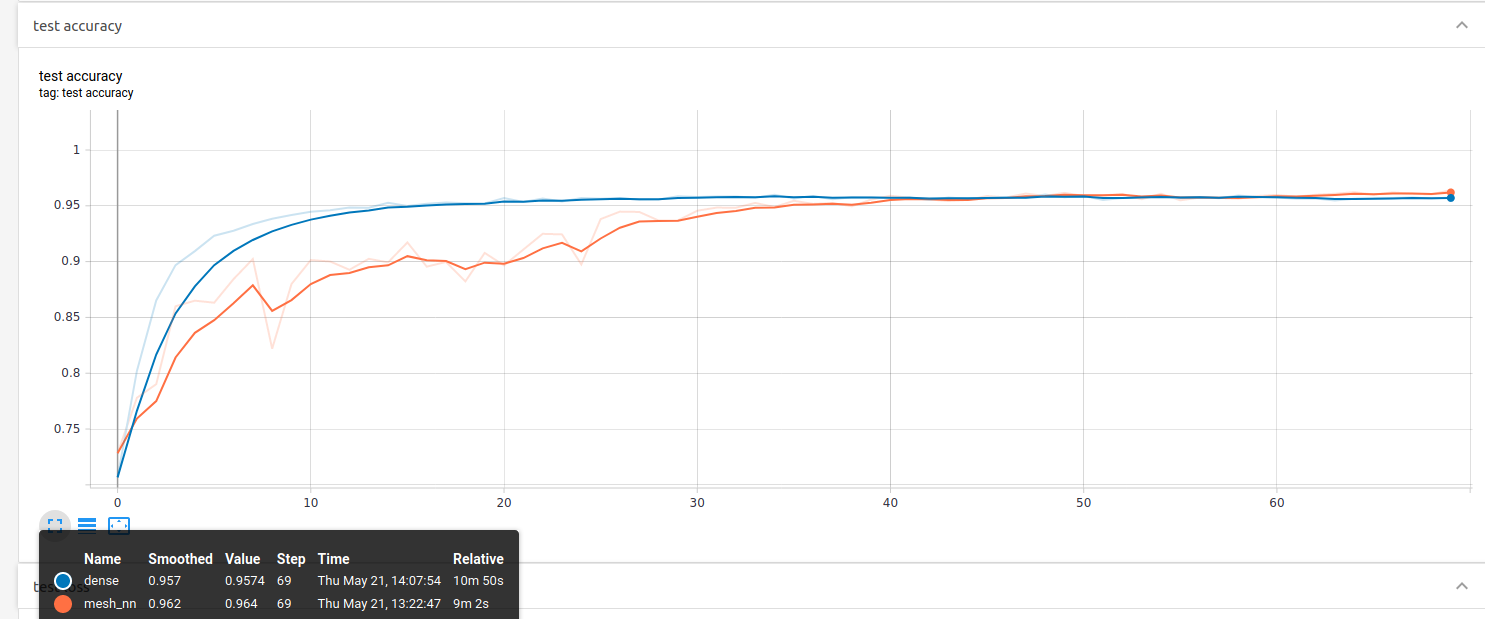 test accuracy
test accuracy
tag: test accuracy
1
0.95
0.9
0.85
0.8
0.75
0 10 20 30 40 50 60
Name Smoothed Value Step Time Relative
dense 0.957 0.9574 69 Thu May 21, 14:07:54 10m 50s
mesh_nn 0.962 0.964 69 Thu May 21, 13:22:47 9m 2s